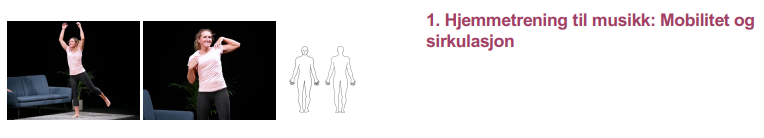 1. Hjemmetrening til musikk: Mobilitet og
sirkulasjon